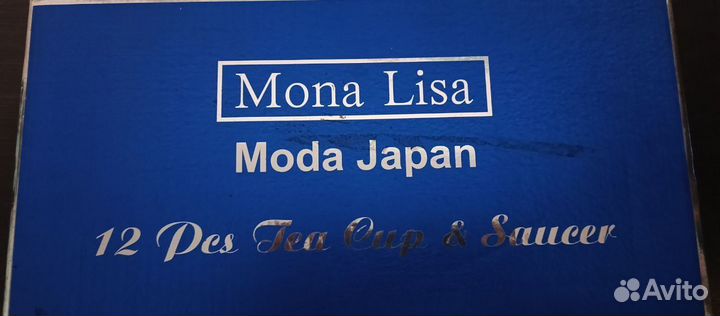 Mona Lisa
Moda Japan
12 Pcs Tea Cup & Saucer
Avito